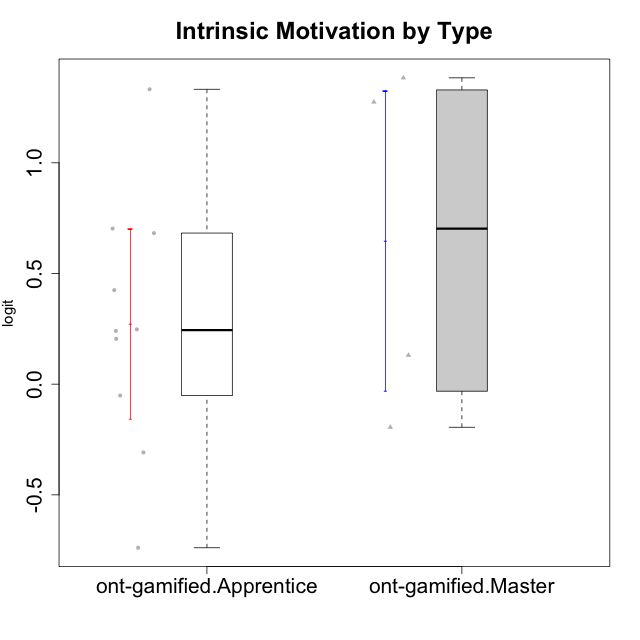 Intrinsic Motivation by Type
logit
1.0
0.5
0.0
-0.5
ont-gamified.Apprentice
ont-gamified.Master